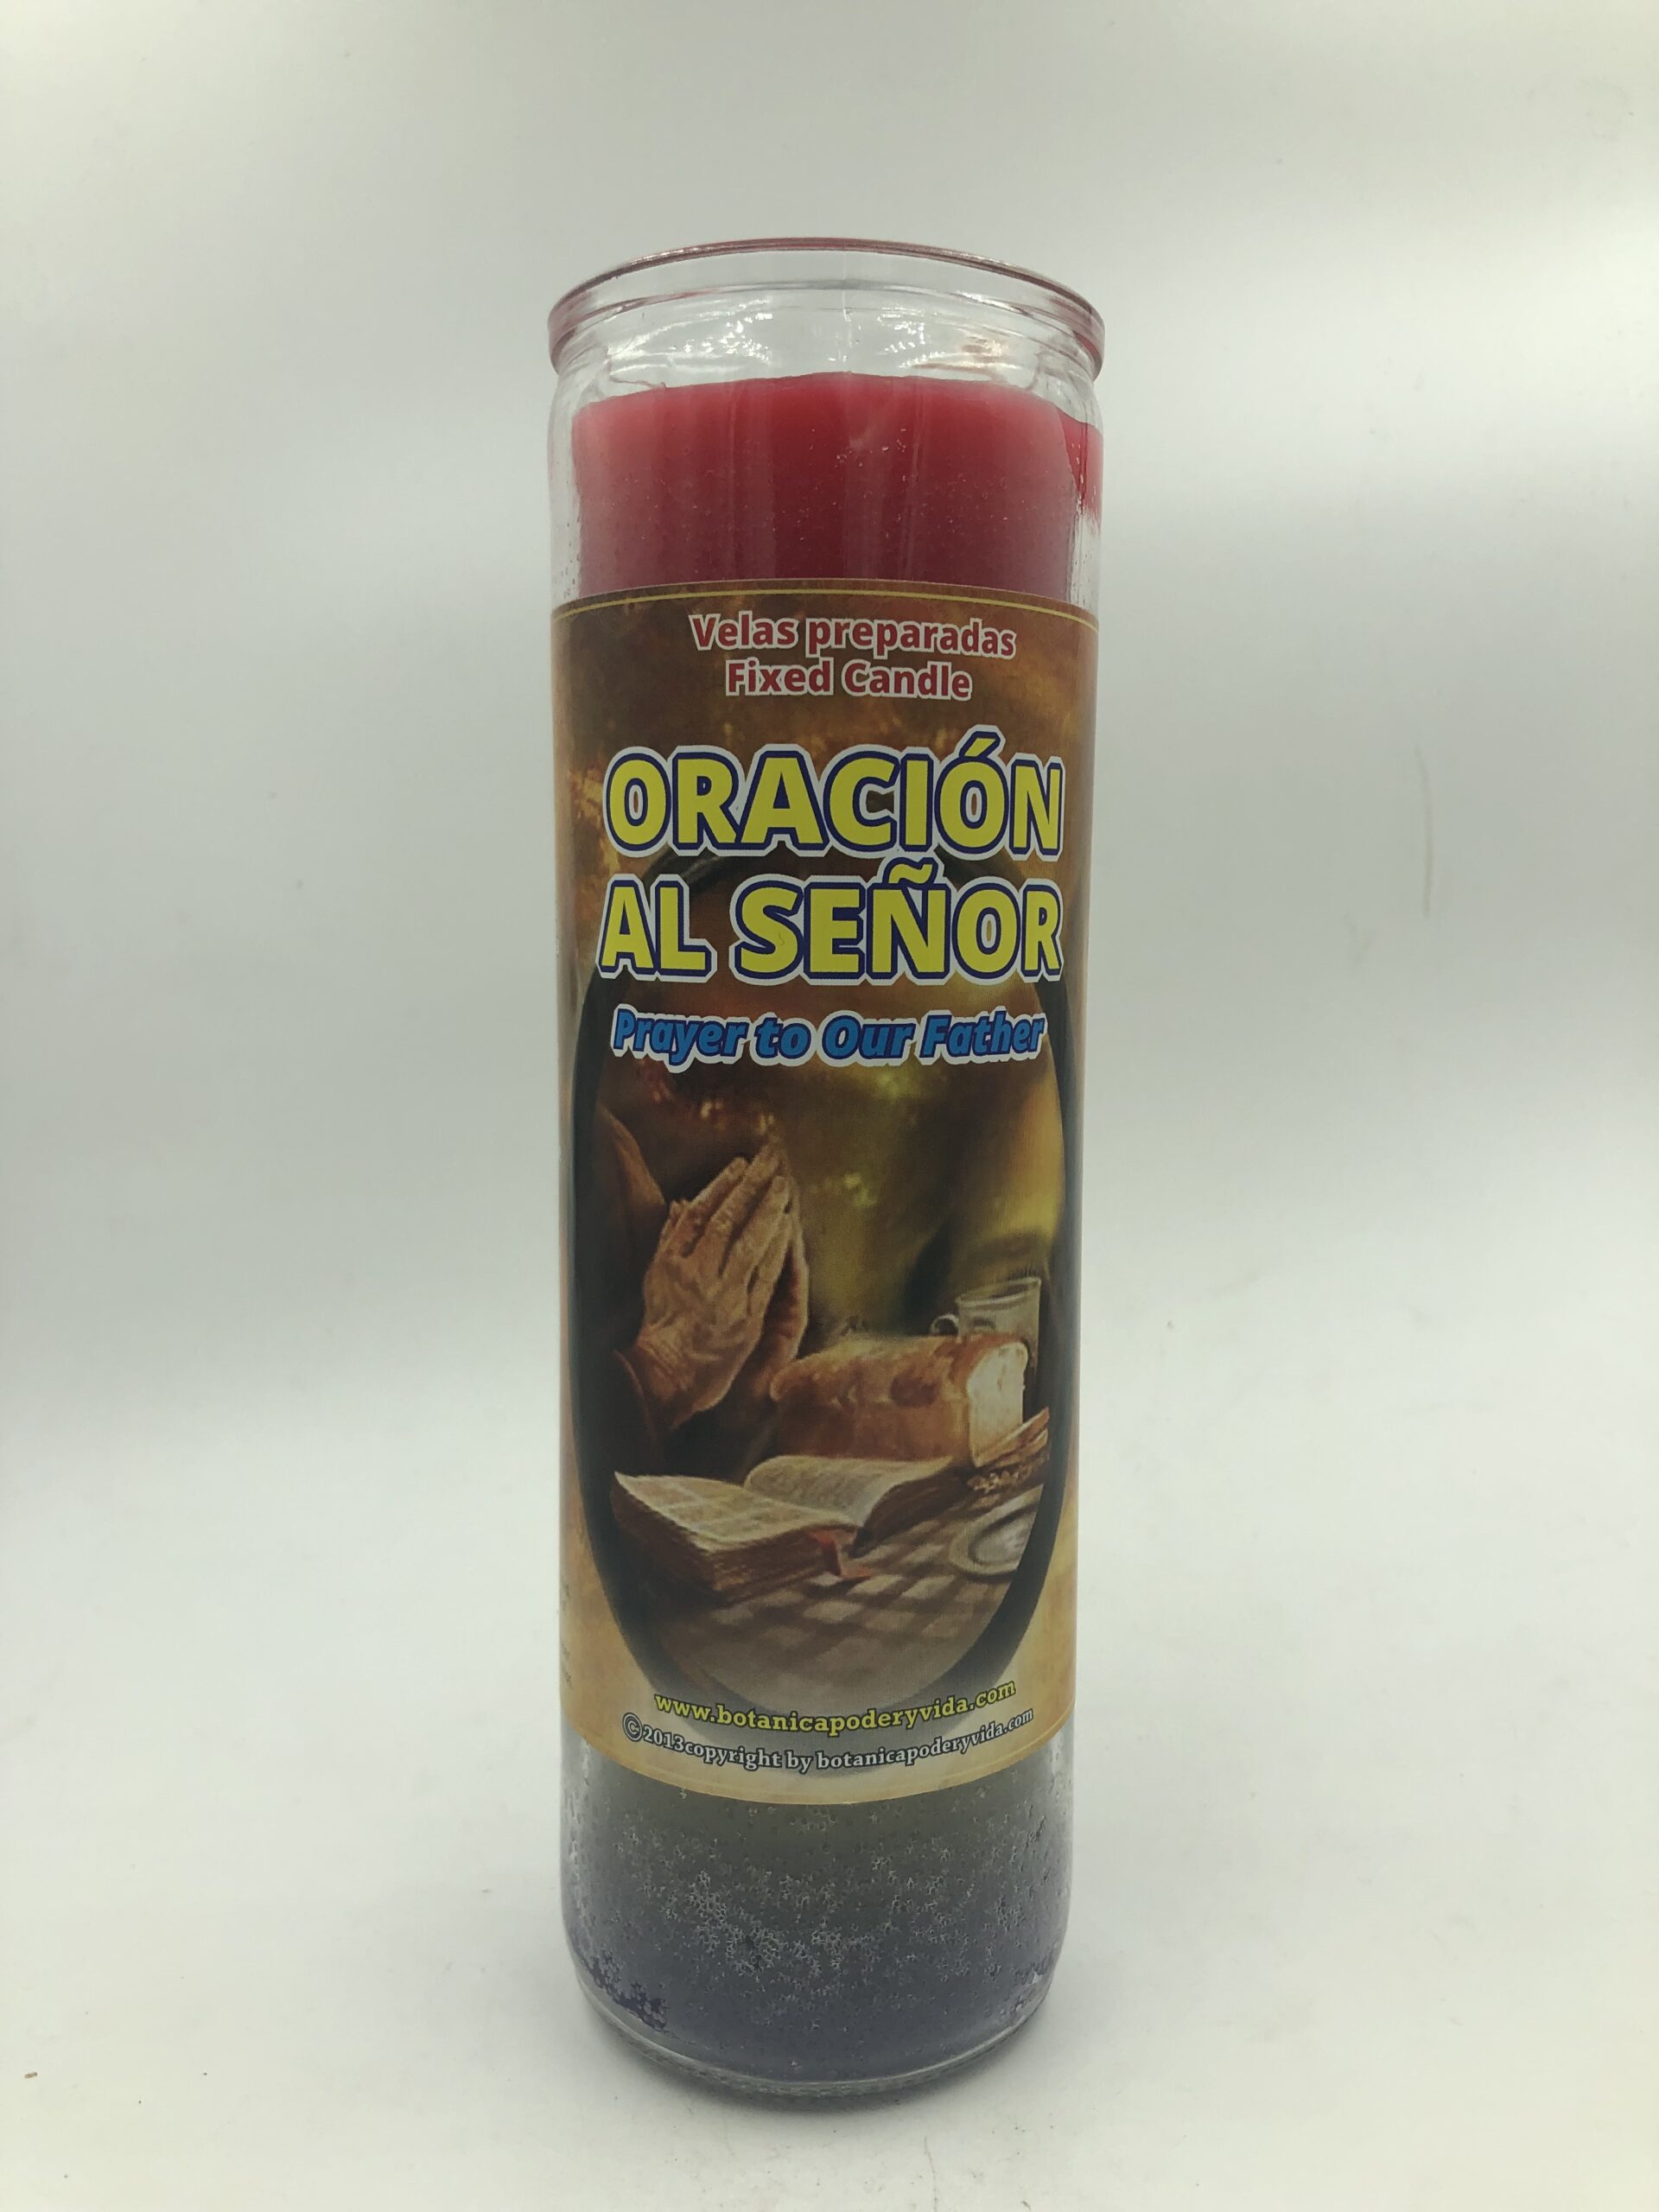 Velas preparadas
Fixed Candle
ORACIÓN
AL SEÑOR
Prayer to Our Father
www.botanicapoderyvida.com
©2013copyright by botanicapoderyvida.com